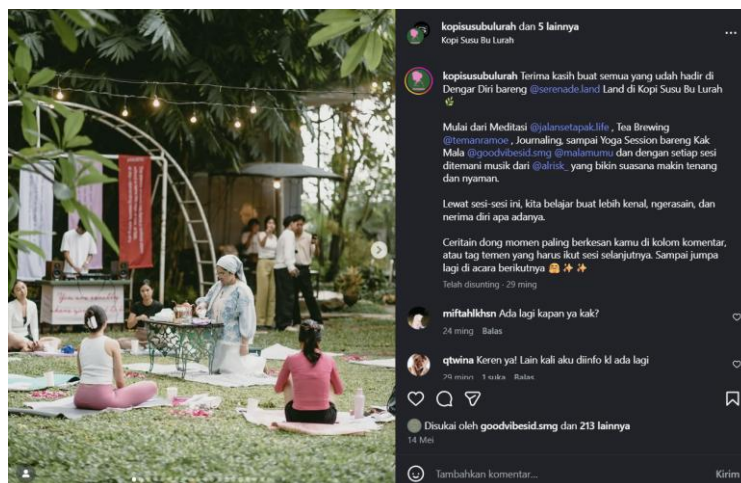 kopisusubulurah dan 5 lainnya
Kopi Susu Bu Lurah
kopisusubulurah Terima kasih buat semua yang udah hadir di
Dengar Diri bareng @serenade.land Land di Kopi Susu Bu Lurah
🌿
Mulai dari Meditasi @jalansetapak.life , Tea Brewing
@temanramoe , Journaling, sampai Yoga Session bareng Kak
Mala @goodvibesid.smg @malamumu dan dengan setiap sesi
ditemani musik dari @alrisk_ yang bikin suasana makin tenang
dan nyaman.
Lewat sesi-sesi ini, kita belajar buat lebih kenal, ngerasain, dan
nerima diri apa adanya.
Ceritain dong momen paling berkesan kamu di kolom komentar,
atau tag temen yang harus ikut sesi selanjutnya. Sampai jumpa
lagi di acara berikutnya 🤗 ✨ ✨
Telah disunting · 29 ming
miftahlkhsn Ada lagi kapan ya kak?
24 ming Balas
qtwina Keren ya! Lain kali aku diinfo kl ada lagi
29 ming 1 suka Balas
Disukai oleh goodvibesid.smg dan 213 lainnya
14 Mei
Tambahkan komentar...
Kirim